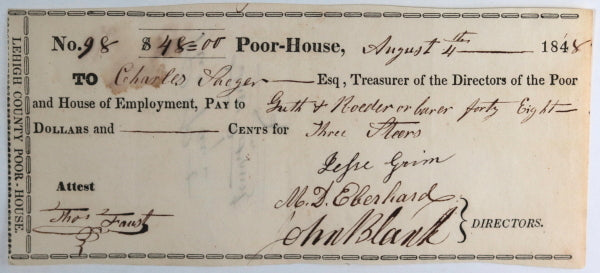 LEHIGH COUNTY POOR-HOUSE.
No. 98 $48=00 Poor-House, August 4th 1848
TO Charles Saeger Esq, Treasurer of the Directors of the Poor
and House of Employment, PAY to Guth & Roeder or barer forty Eight
DOLLARS and — CENTS for Three Steers
Jesse Grim
M. D. Eberhard
John Blank
DIRECTORS.
Attest
Thos Faust